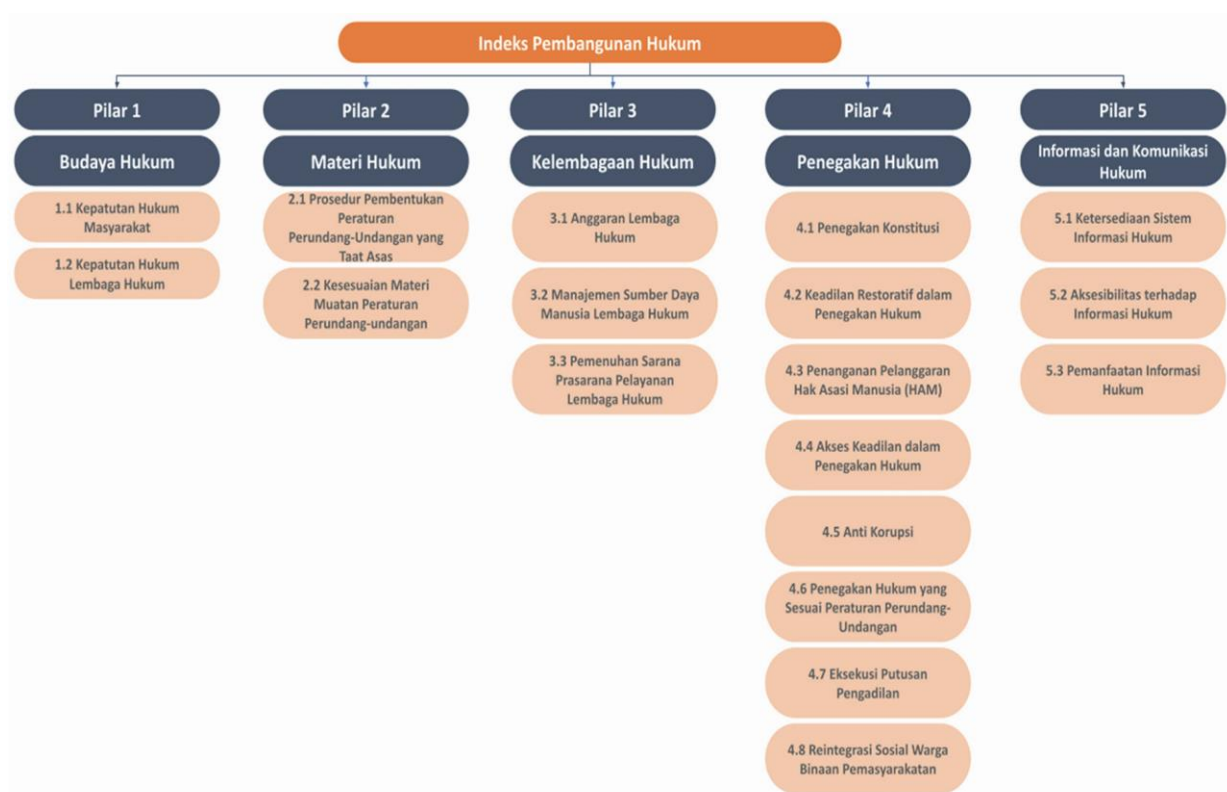 Indeks Pembangunan Hukum
Pilar 1
Budaya Hukum
1.1 Kepatutan Hukum
Masyarakat
1.2 Kepatutan Hukum
Lembaga Hukum
Pilar 2
Materi Hukum
2.1 Prosedur Pembentukan
Peraturan
Perundang-Undangan yang
Taat Asas
2.2 Kesesuaian Materi
Muatan Peraturan
Perundang-undangan
Pilar 3
Kelembagaan Hukum
3.1 Anggaran Lembaga
Hukum
3.2 Manajemen Sumber Daya
Manusia Lembaga Hukum
3.3 Pemenuhan Sarana
Prasarana Pelayanan
Lembaga Hukum
Pilar 4
Penegakan Hukum
4.1 Penegakan Konstitusi
4.2 Keadilan Restoratif dalam
Penegakan Hukum
4.3 Penanganan Pelanggaran
Hak Asasi Manusia (HAM)
4.4 Akses Keadilan dalam
Penegakan Hukum
4.5 Anti Korupsi
4.6 Penegakan Hukum yang
Sesuai Peraturan Perundang-
Undangan
4.7 Eksekusi Putusan
Pengadilan
4.8 Reintegrasi Sosial Warga
Binaan Pemasyarakatan
Pilar 5
Informasi dan Komunikasi
Hukum
5.1 Ketersediaan Sistem
Informasi Hukum
5.2 Aksesibilitas terhadap
Informasi Hukum
5.3 Pemanfaatan Informasi
Hukum